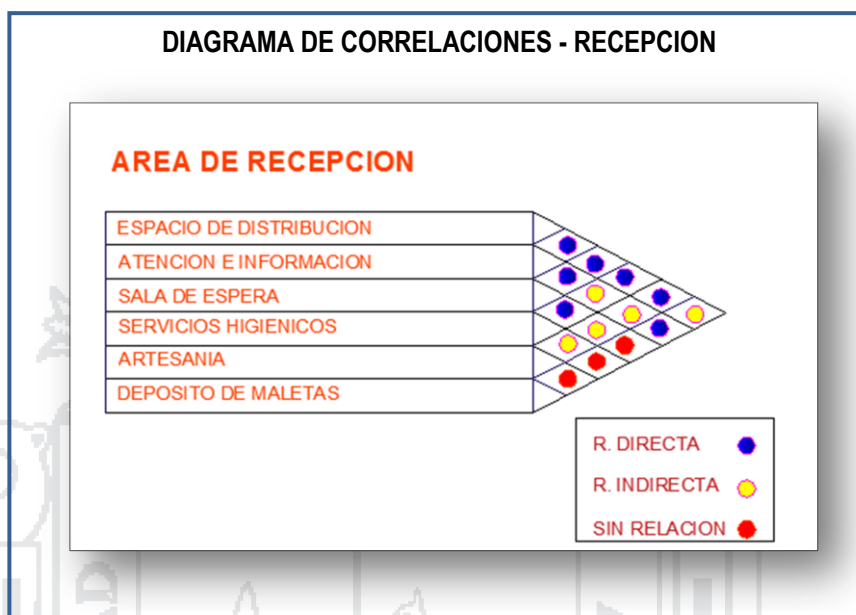 DIAGRAMA DE CORRELACIONES - RECEPCION
AREA DE RECEPCION
ESPACIO DE DISTRIBUCION
ATENCION E INFORMACION
SALA DE ESPERA
SERVICIOS HIGIENICOS
ARTESANIA
DEPOSITO DE MALETAS
R. DIRECTA
R. INDIRECTA
SIN RELACION